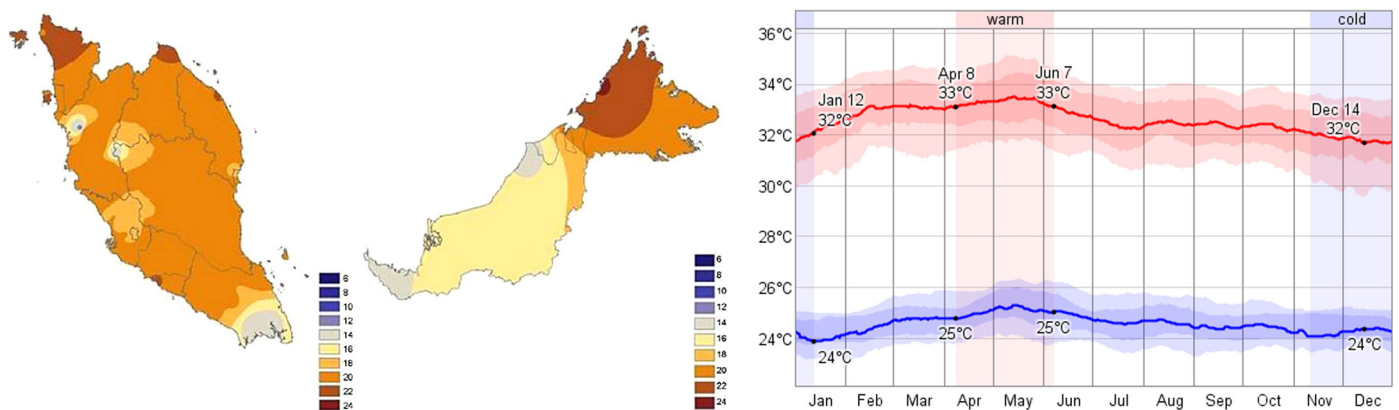 6
8
10
12
14
16
18
20
22
24
6
8
10
12
14
16
18
20
22
24
warm
cold
36°C
34°C
32°C
30°C
28°C
26°C
24°C
Jan 12
32°C
Apr 8
33°C
Jun 7
33°C
Dec 14
32°C
24°C
25°C
25°C
24°C
Jan Feb Mar Apr May Jun Jul Aug Sep Oct Nov Dec